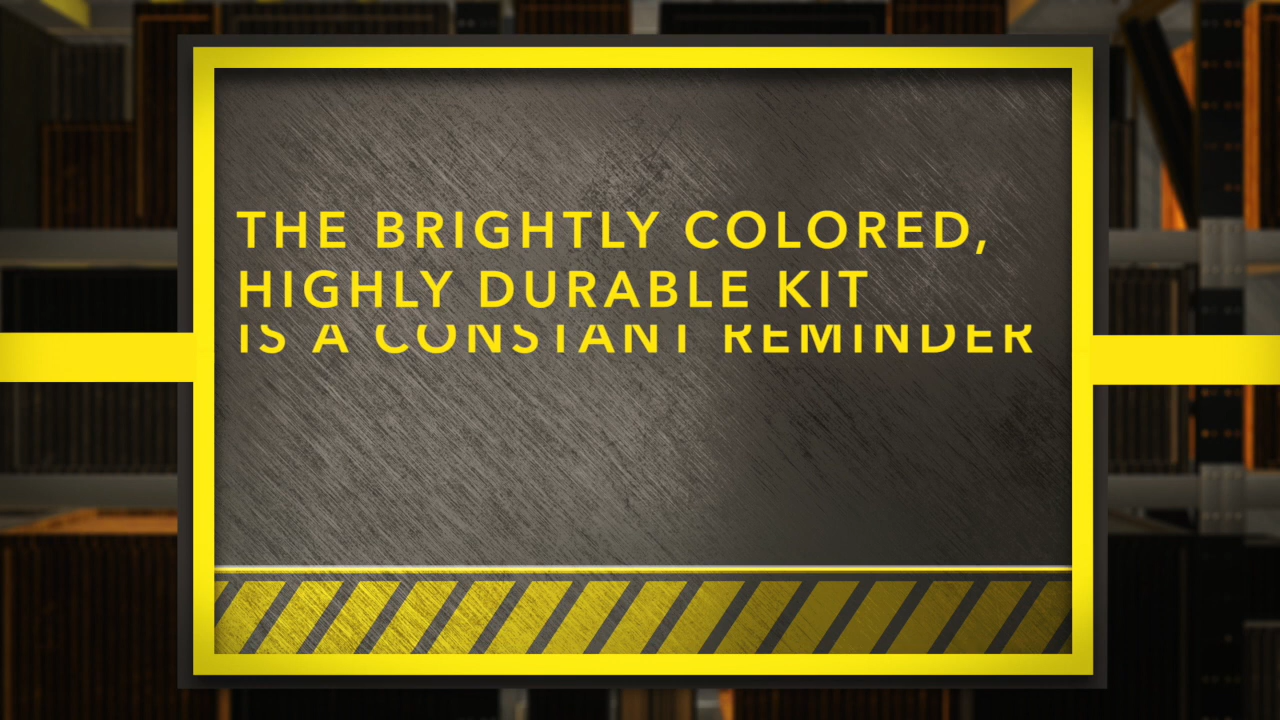 THE BRIGHTLY COLORED,
HIGHLY DURABLE KIT
IS A CONSTANT REMINDER